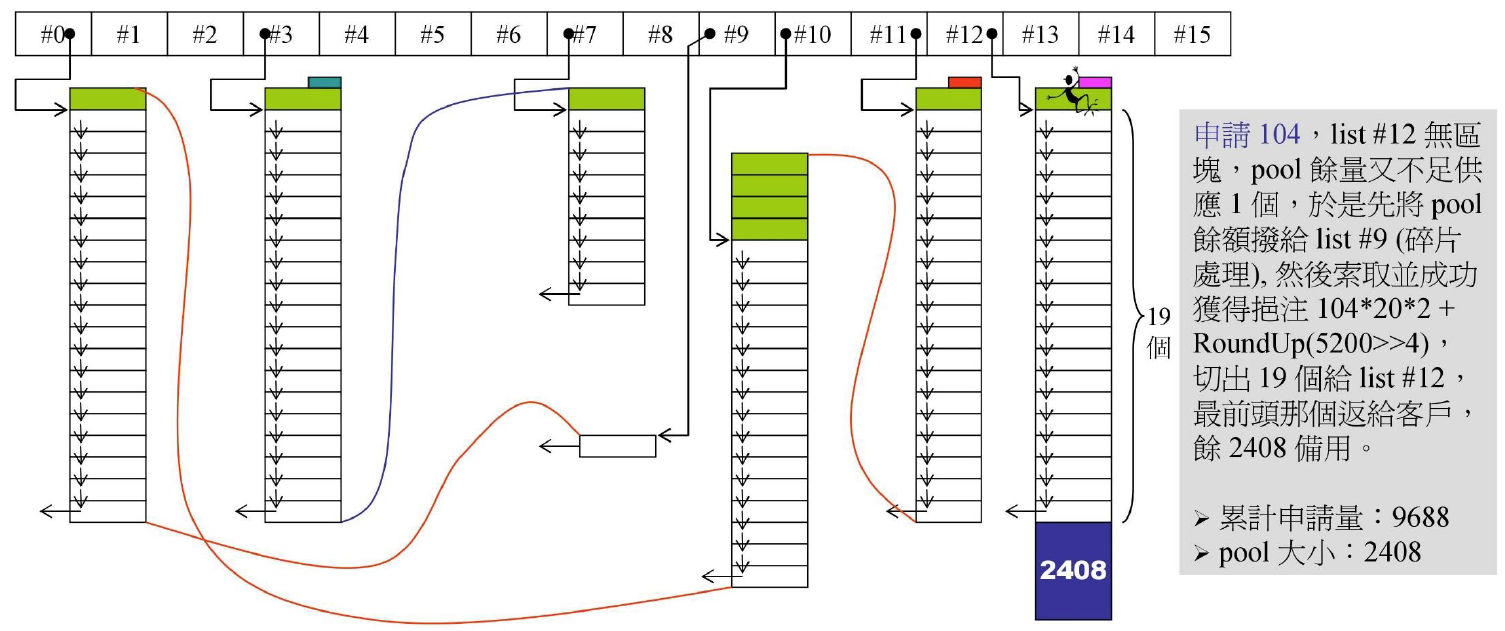 #0 #1 #2 #3 #4 #5 #6 #7 #8 #9 #10 #11 #12 #13 #14 #15
申請 104，list #12 無區
塊，pool 餘量又不足供
應 1 個，於是先將 pool
餘額撥給 list #9 (碎片
處理), 然後索取並成功
獲得挹注 104*20*2 +
RoundUp(5200>>4)，
切出 19 個給 list #12，
最前頭那個返給客戶，
餘 2408 備用。
➢ 累計申請量：9688
➢ pool 大小：2408
19
個
2408